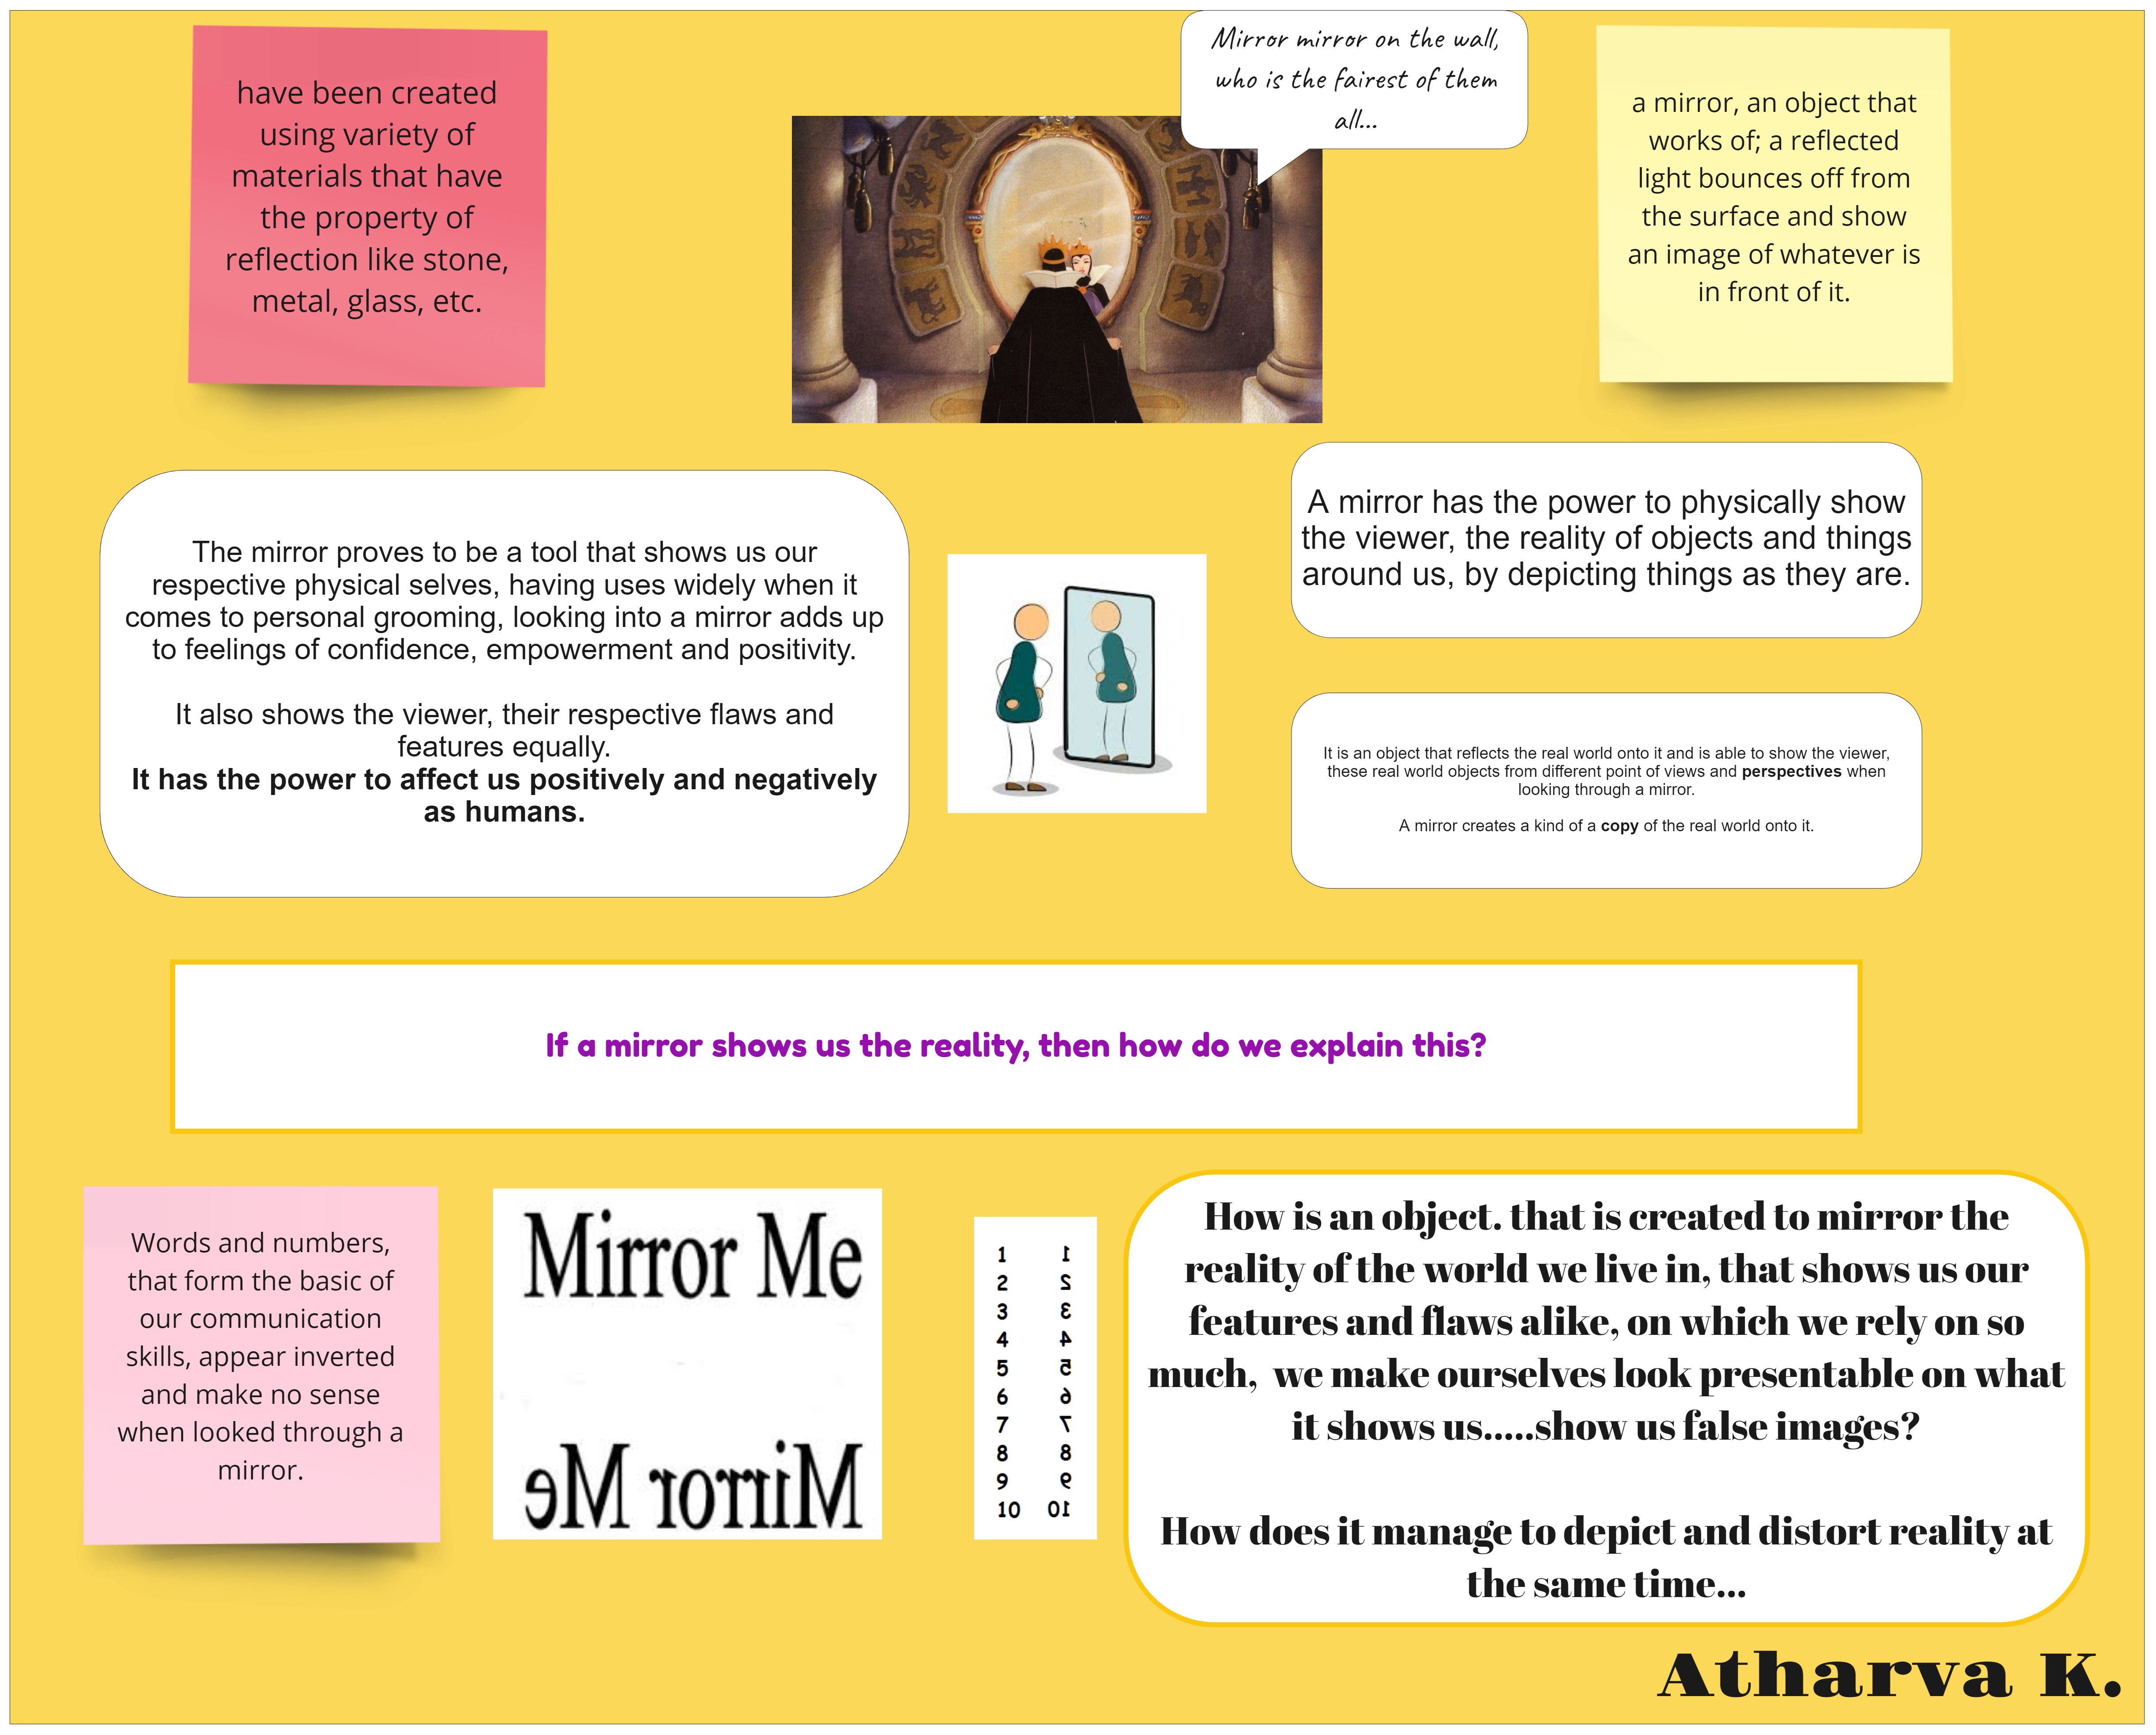 have been created
using variety of
materials that have
the property of
reflection like stone,
metal, glass, etc.
Mirror mirror on the wall,
who is the fairest of them
all...
a mirror, an object that
works of; a reflected
light bounces off from
the surface and show
an image of whatever is
in front of it.
The mirror proves to be a tool that shows us our
respective physical selves, having uses widely when it
comes to personal grooming, looking into a mirror adds up
to feelings of confidence, empowerment and positivity.
It also shows the viewer, their respective flaws and
features equally.
It has the power to affect us positively and negatively
as humans.
A mirror has the power to physically show
the viewer, the reality of objects and things
around us, by depicting things as they are.
It is an object that reflects the real world onto it and is able to show the viewer,
these real world objects from different point of views and perspectives when
looking through a mirror.
A mirror creates a kind of a copy of the real world onto it.
If a mirror shows us the reality, then how do we explain this?
Words and numbers,
that form the basic of
our communication
skills, appear inverted
and make no sense
when looked through a
mirror.
Mirror Me
Mirror Me
1 1
2 2
3 3
4 4
5 5
6 6
7 7
8 8
9 9
10 10
How is an object. that is created to mirror the
reality of the world we live in, that shows us our
features and flaws alike, on which we rely on so
much,  we make ourselves look presentable on what
it shows us.....show us false images?
How does it manage to depict and distort reality at
the same time...
Atharva K.